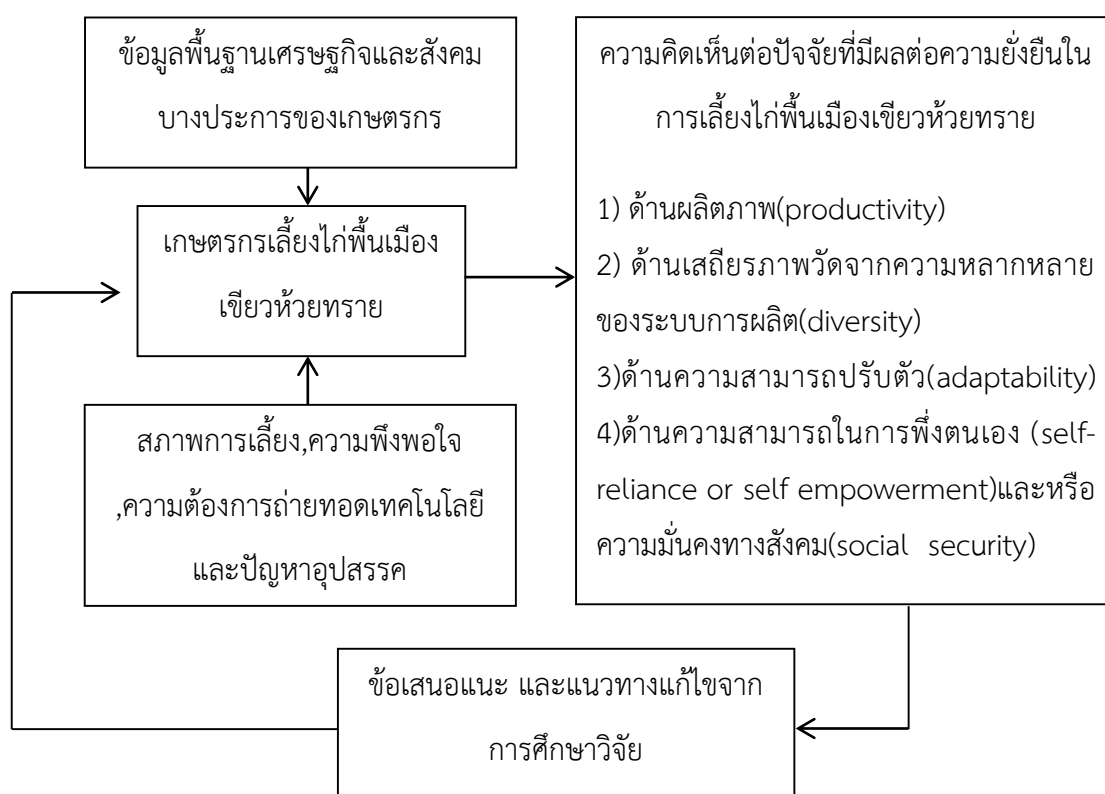 ข้อมูลพื้นฐานเศรษฐกิจและสังคม
บางประการของเกษตรกร
เกษตรกรเลี้ยงไก่พื้นเมือง
เขียวห้วยทราย
สภาพการเลี้ยง,ความพึงพอใจ
,ความต้องการถ่ายทอดเทคโนโลยี
และปัญหาอุปสรรค
ความคิดเห็นต่อปัจจัยที่มีผลต่อความยั่งยืนใน
การเลี้ยงไก่พื้นเมืองเขียวห้วยทราย
1) ด้านผลิตภาพ(productivity)
2) ด้านเสถียรภาพวัดจากความหลากหลาย
ของระบบการผลิต(diversity)
3)ด้านความสามารถปรับตัว(adaptability)
4)ด้านความสามารถในการพึ่งตนเอง (self-
reliance or self empowerment)และหรือ
ความมั่นคงทางสังคม(social security)
ข้อเสนอแนะ และแนวทางแก้ไขจาก
การศึกษาวิจัย